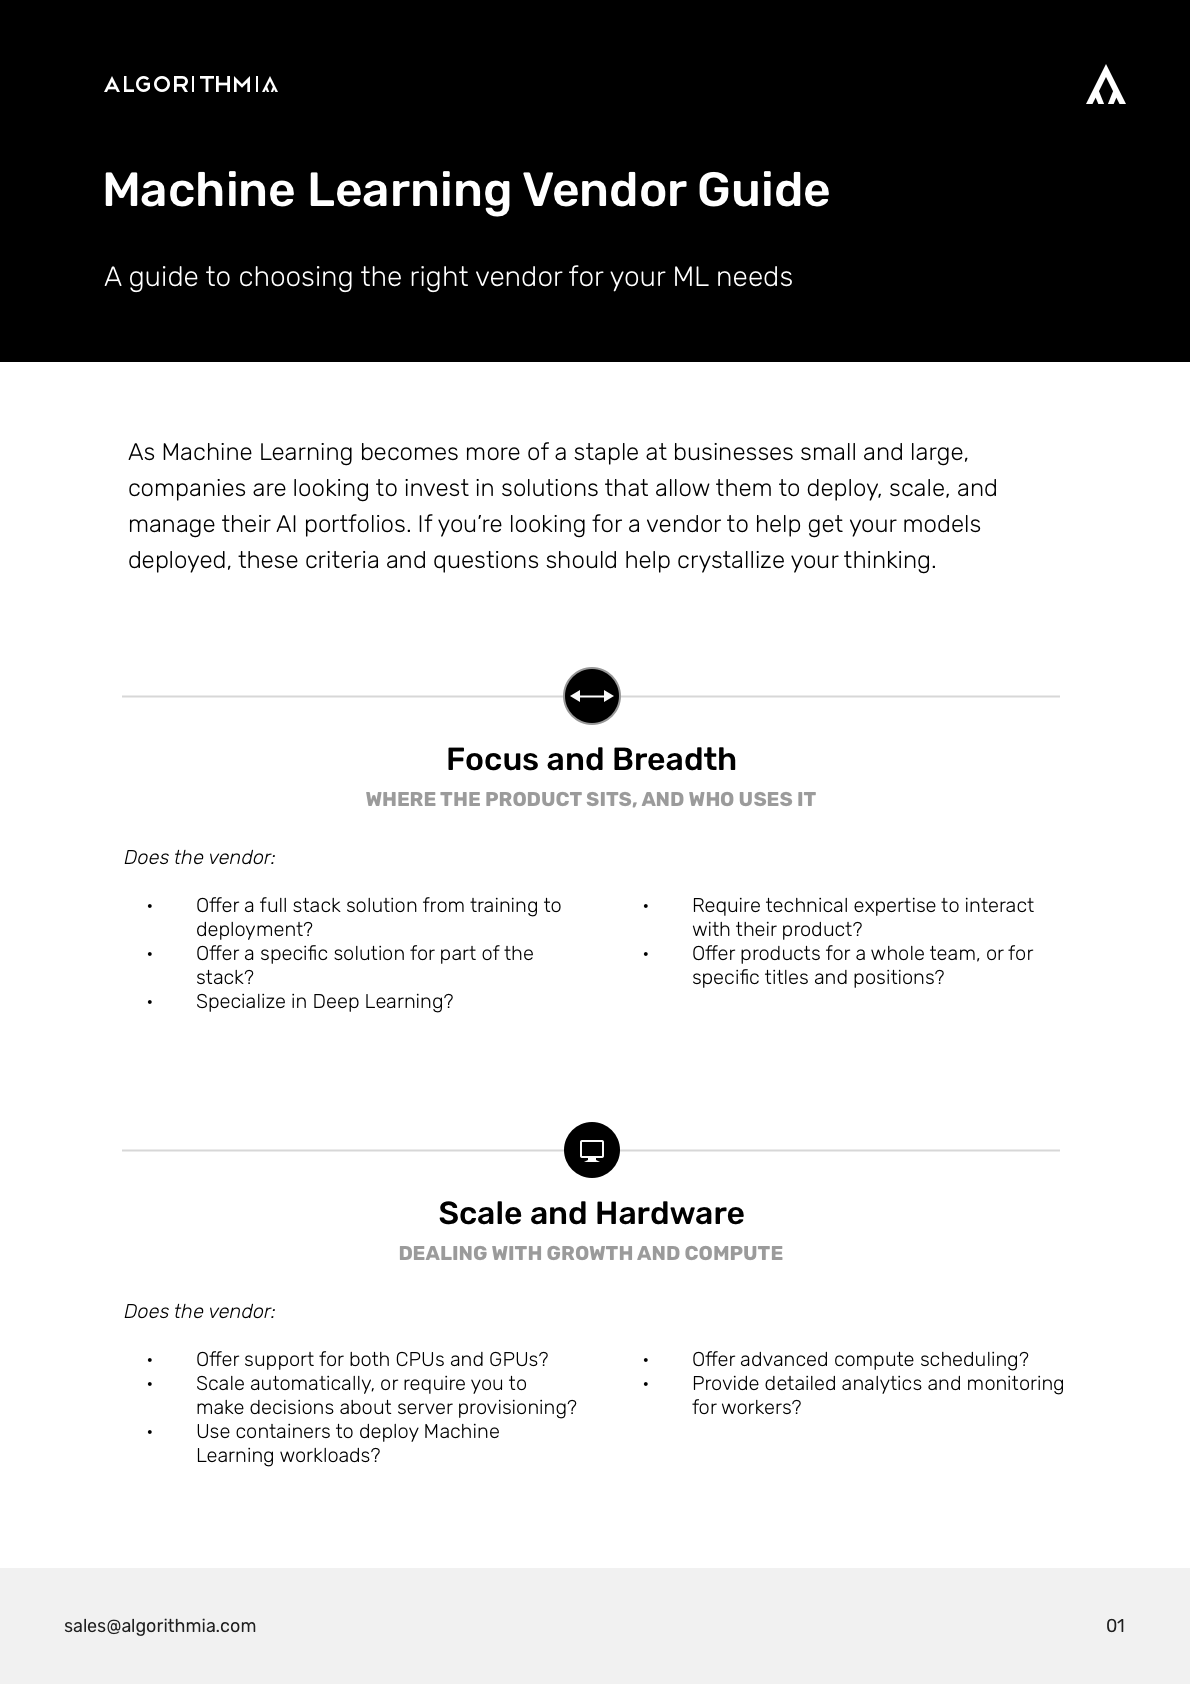 ALGORITHMIA
Machine Learning Vendor Guide
A guide to choosing the right vendor for your ML needs
As Machine Learning becomes more of a staple at businesses small and large,
companies are looking to invest in solutions that allow them to deploy, scale, and
manage their AI portfolios. If you’re looking for a vendor to help get your models
deployed, these criteria and questions should help crystallize your thinking.
Focus and Breadth
WHERE THE PRODUCT SITS, AND WHO USES IT
Does the vendor:
• Offer a full stack solution from training to
deployment?
• Offer a specific solution for part of the
stack?
• Specialize in Deep Learning?
• Require technical expertise to interact
with their product?
• Offer products for a whole team, or for
specific titles and positions?
Scale and Hardware
DEALING WITH GROWTH AND COMPUTE
Does the vendor:
• Offer support for both CPUs and GPUs?
• Scale automatically, or require you to
make decisions about server provisioning?
• Use containers to deploy Machine
Learning workloads?
• Offer advanced compute scheduling?
• Provide detailed analytics and monitoring
for workers?
sales@algorithmia.com
01